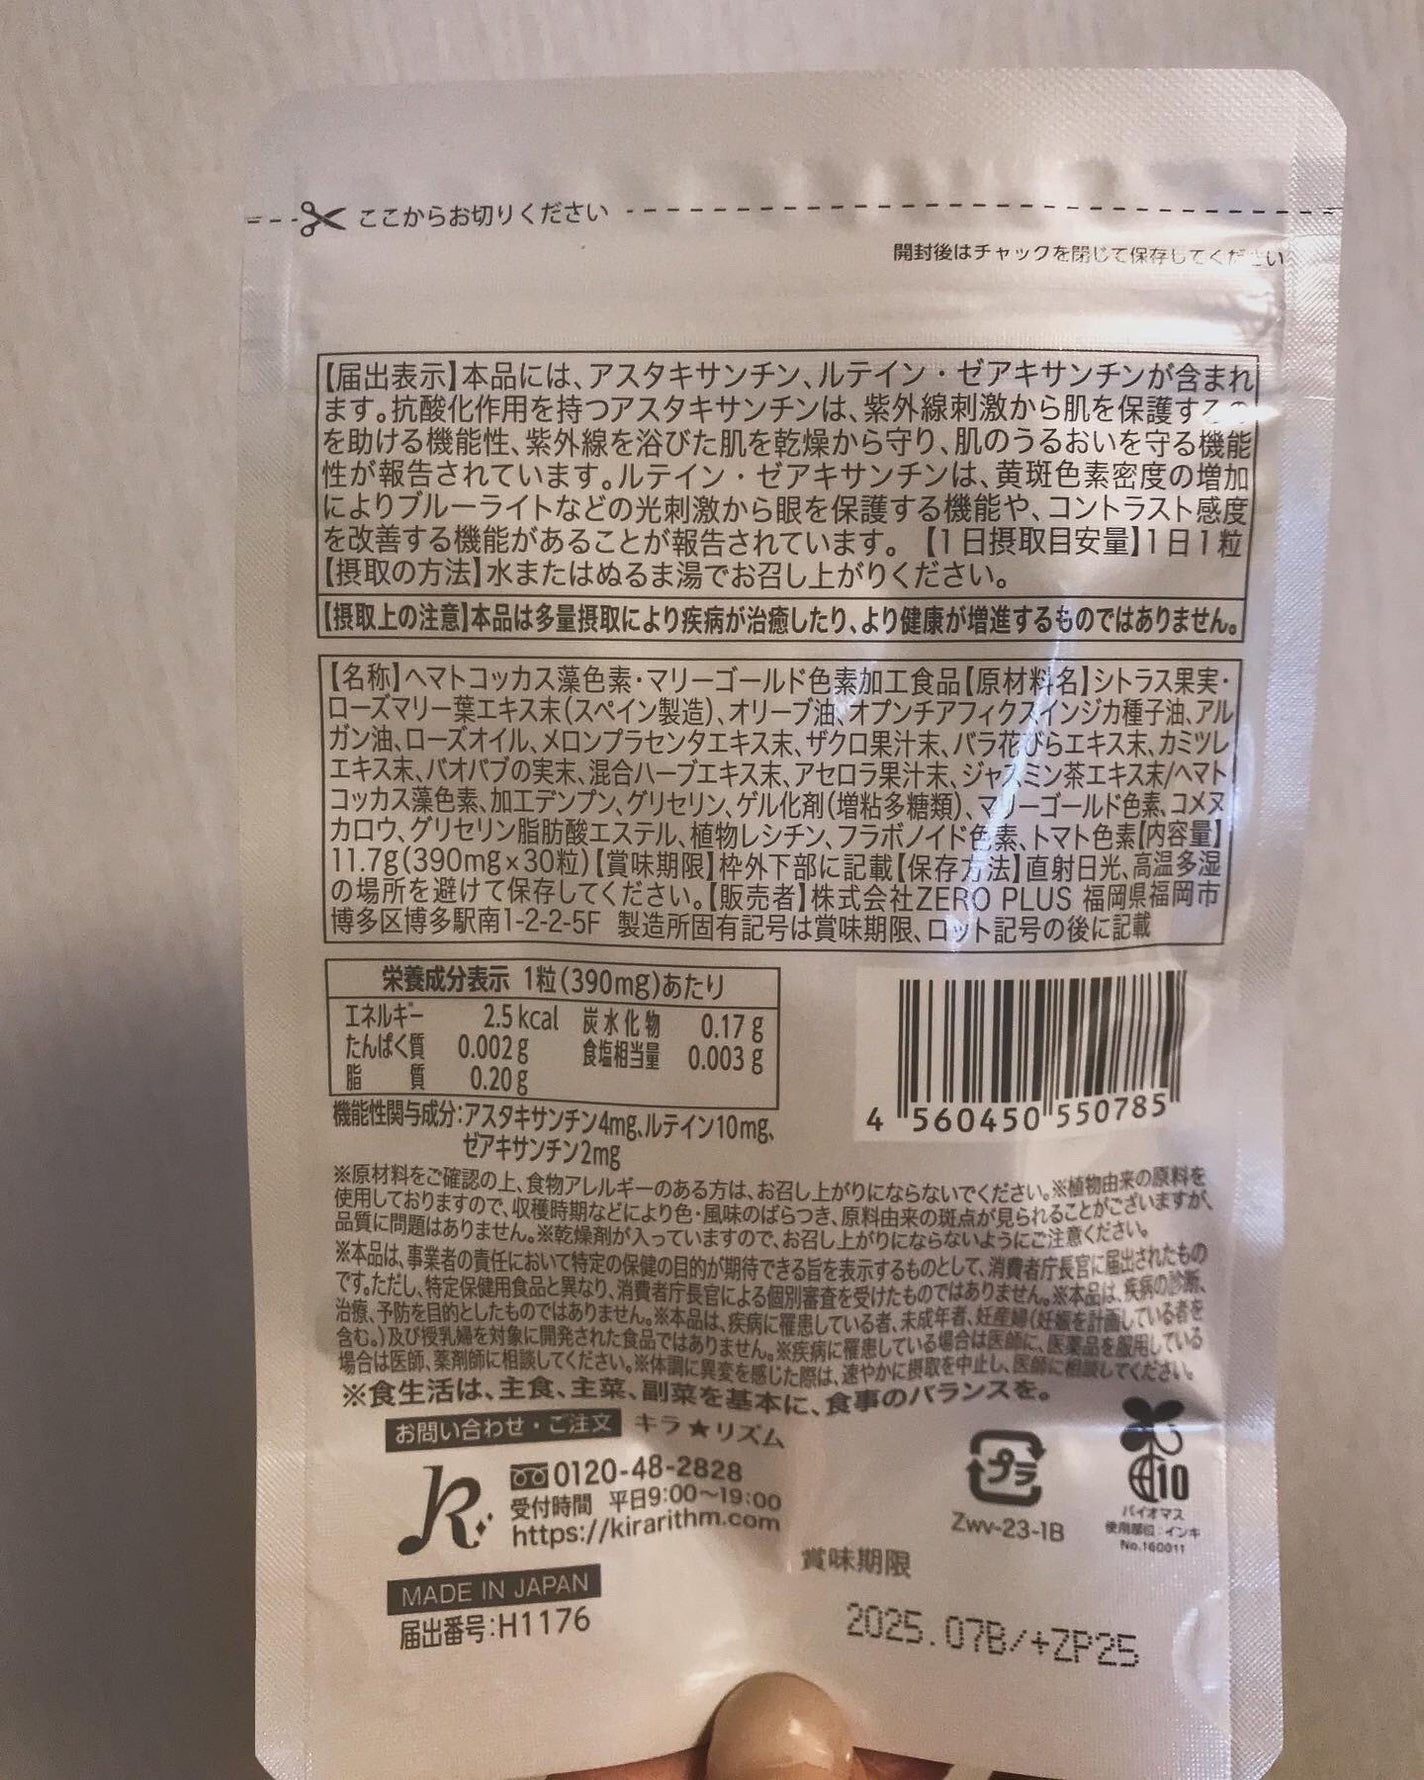 ここからお切りください
開封後はチャックを閉じて保存してください
【届出表示】本品には、アスタキサンチン、ルテイン・ゼアキサンチンが含まれ
ます。抗酸化作用を持つアスタキサンチンは、紫外線刺激から肌を保護するの
を助ける機能性、紫外線を浴びた肌を乾燥から守り、肌のうるおいを守る機能
性が報告されています。ルテイン・ゼアキサンチンは、黄斑色素密度の増加
によりブルーライトなどの光刺激から眼を保護する機能や、コントラスト感度
を改善する機能があることが報告されています。【1日摂取目安量】1日1粒
【摂取の方法】水またはぬるま湯でお召し上がりください。
【摂取上の注意】本品は多量摂取により疾病が治癒したり、より健康が増進するものではありません。
【名称】ヘマトコッカス藻色素・マリーゴールド色素加工食品【原材料名】シトラス果実・
ローズマリー葉エキス末(スペイン製造)、オリーブ油、オプンチアフィクスインジカ種子油、アル
ガン油、ローズオイル、メロンプラセンタエキス末、ザクロ果汁末、バラ花びらエキス末、カミツレ
エキス末、バオバブの実末、混合ハーブエキス末、アセロラ果汁末、ジャスミン茶エキス末/ヘマト
コッカス藻色素、加工デンプン、グリセリン、ゲル化剤(増粘多糖類)、マリーゴールド色素、コメヌ
カロウ、グリセリン脂肪酸エステル、植物レシチン、フラボノイド色素、トマト色素【内容量】
11.7g(390mg×30粒)【賞味期限】枠外下部に記載【保存方法】直射日光、高温多湿
の場所を避けて保存してください。【販売者】株式会社ZERO PLUS 福岡県福岡市
博多区博多駅南1-2-2-5F 製造所固有記号は賞味期限、ロット記号の後に記載
栄養成分表示 1粒(390mg)あたり
エネルギー 2.5kcal 炭水化物 0.17g
たんぱく質 0.002g 食塩相当量 0.003g
脂質 0.20g
機能性関与成分:アスタキサンチン4mg、ルテイン10mg、
ゼアキサンチン2mg
4 560450 550785
※原材料をご確認の上、食物アレルギーのある方は、お召し上がりにならないでください。※植物由来の原料を
使用しておりますので、収穫時期などにより色・風味のばらつき、原料由来の斑点が見られることがございますが、
品質に問題はありません。※乾燥剤が入っていますので、お召し上がりにならないようにご注意ください。
※本品は、事業者の責任において特定の保健の目的が期待できる旨を表示するものとして、消費者庁長官に届出されたもの
です。ただし、特定保健用食品と異なり、消費者庁長官による個別審査を受けたものではありません。※本品は、疾病の診断、
治療、予防を目的としたものではありません。※本品は、疾病に罹患している者、未成年者、妊産婦(妊娠を計画している者を
含む。)及び授乳婦を対象に開発された食品ではありません。※疾病に罹患している場合は医師に、医薬品を服用している
場合は医師、薬剤師に相談してください。※体調に異変を感じた際は、速やかに摂取を中止し、医師に相談してください。
※食生活は、主食、主菜、副菜を基本に、食事のバランスを。
お問い合わせ・ご注文 キラ★リズム
0120-48-2828
受付時間 平日9:00〜19:00
https://kirarithm.com
MADE IN JAPAN
届出番号:H1176
プラ
Zwv-23-1B
10
バイオマス
使用部位:インキ
No.160011
賞味期限
2025.07B/+ZP25